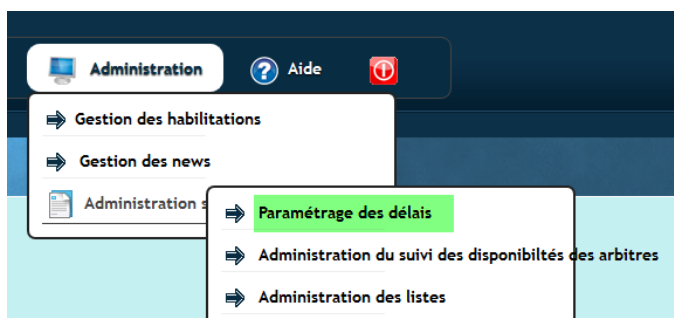 Administration
Aide
Gestion des habilitations
Gestion des news
Administration s
Paramétrage des délais
Administration du suivi des disponibiltés des arbitres
Administration des listes